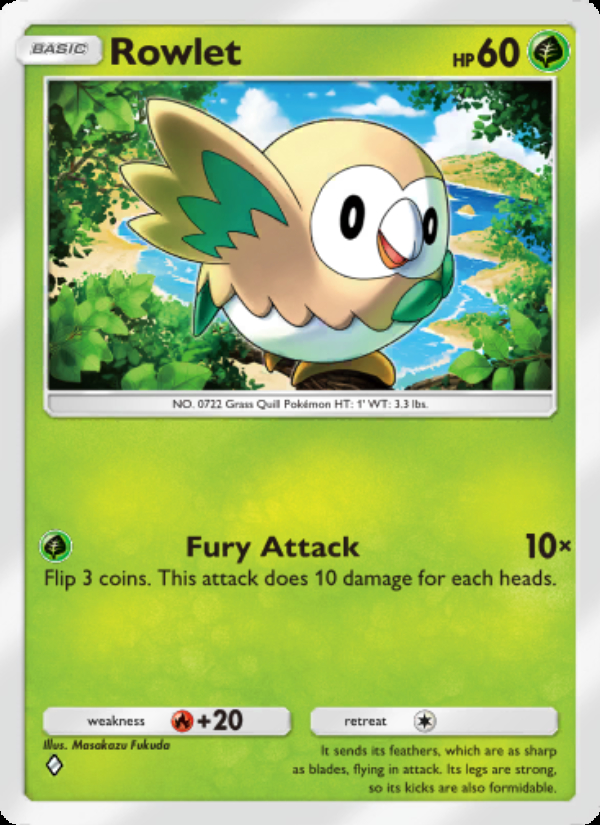 BASIC Rowlet HP 60
NO. 0722 Grass Quill Pokémon HT: 1' WT: 3.3 lbs.
Fury Attack 10×
Flip 3 coins. This attack does 10 damage for each heads.
weakness +20 retreat
Illus. Masakazu Fukuda
It sends its feathers, which are as sharp
as blades, flying in attack. Its legs are strong,
so its kicks are also formidable.